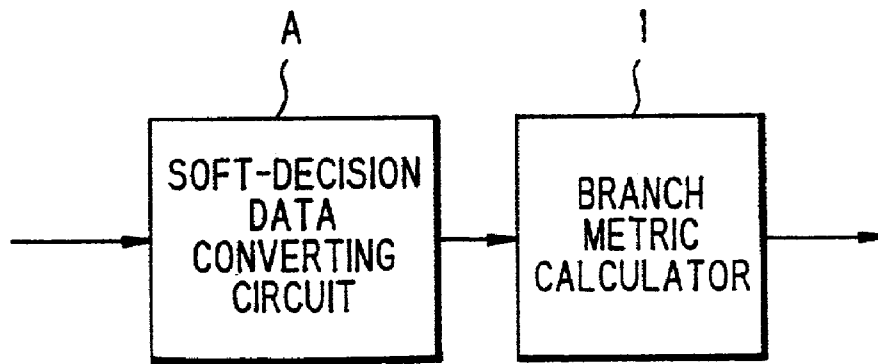 A
1
SOFT-DECISION
DATA
CONVERTING
CIRCUIT
BRANCH
METRIC
CALCULATOR